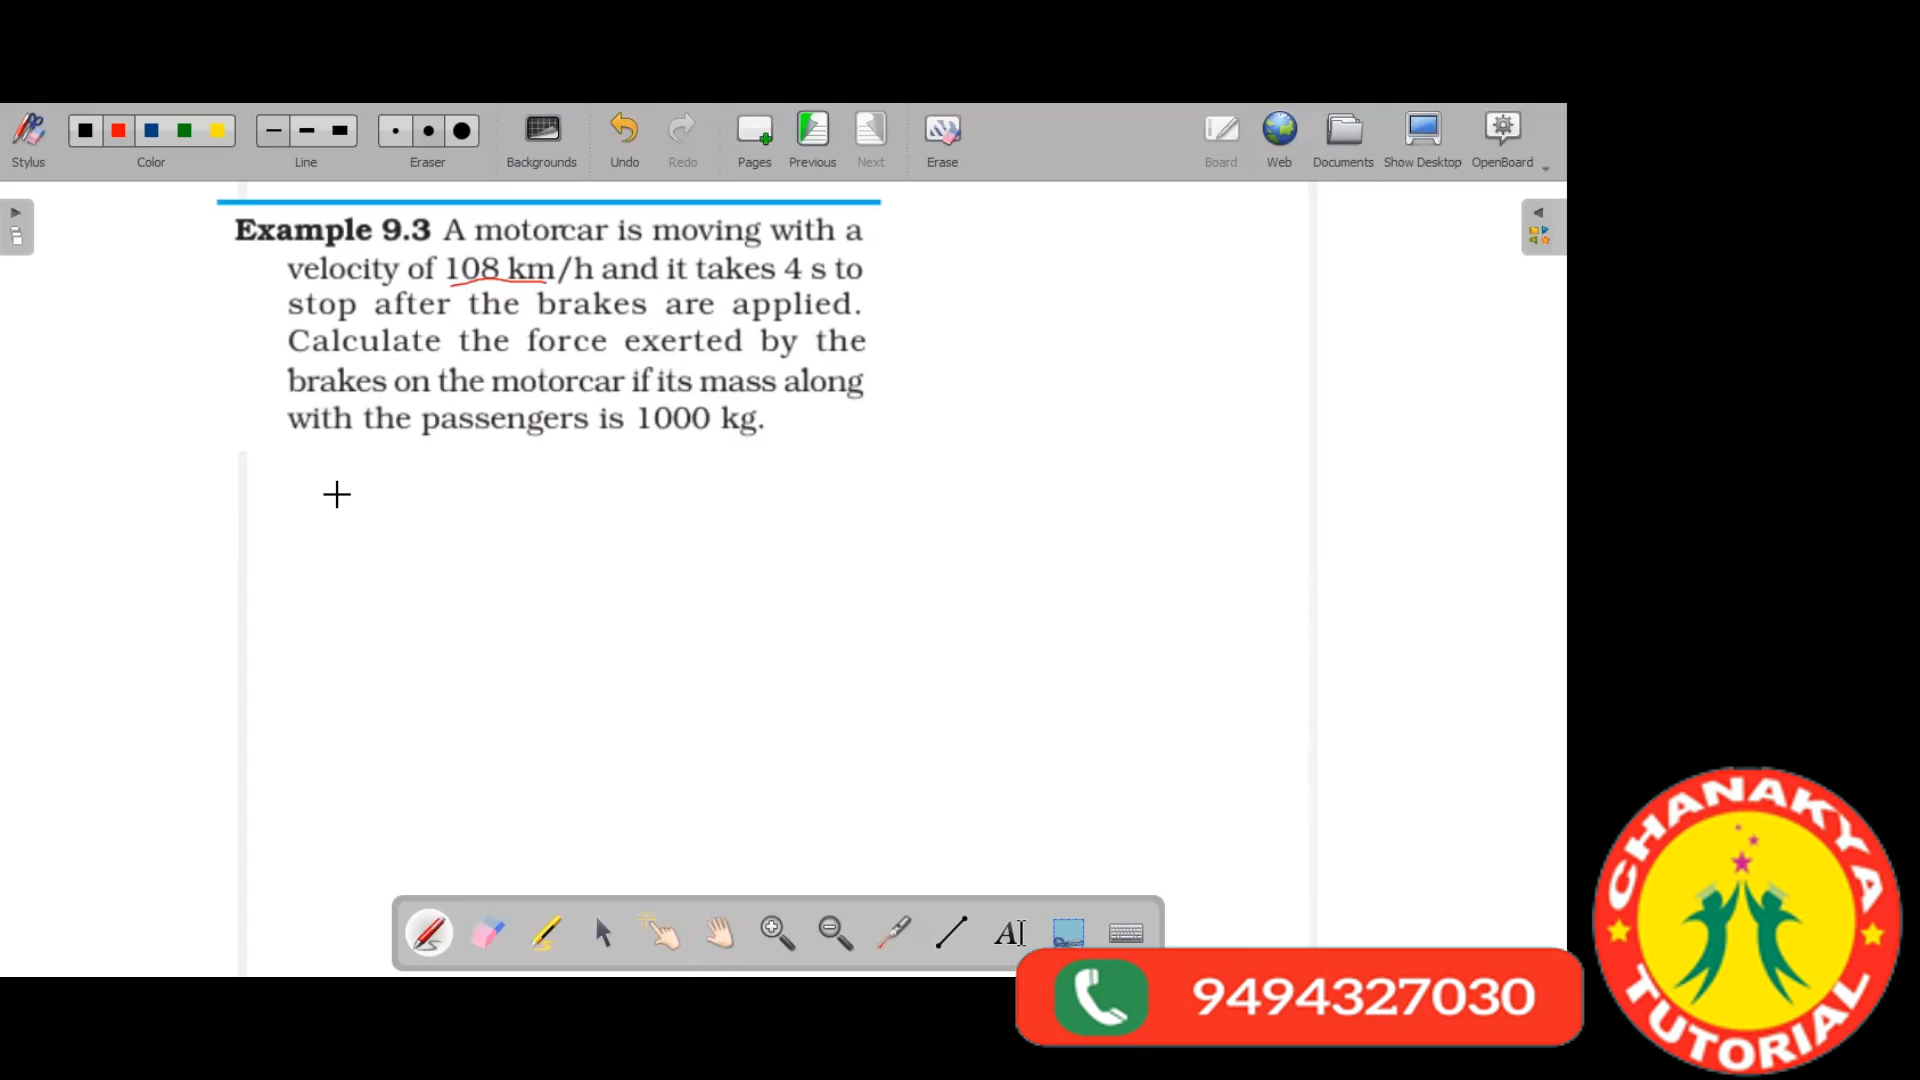 Stylus
Color
Line
Eraser
Backgrounds
Undo
Redo
Pages
Previous
Next
Erase
Board
Web
Documents
Show Desktop
OpenBoard
Example 9.3 A motorcar is moving with a
velocity of 108 km/h and it takes 4 s to
stop after the brakes are applied.
Calculate the force exerted by the
brakes on the motorcar if its mass along
with the passengers is 1000 kg.
AI
9494327030
CHANAKYA
TUTORIAL